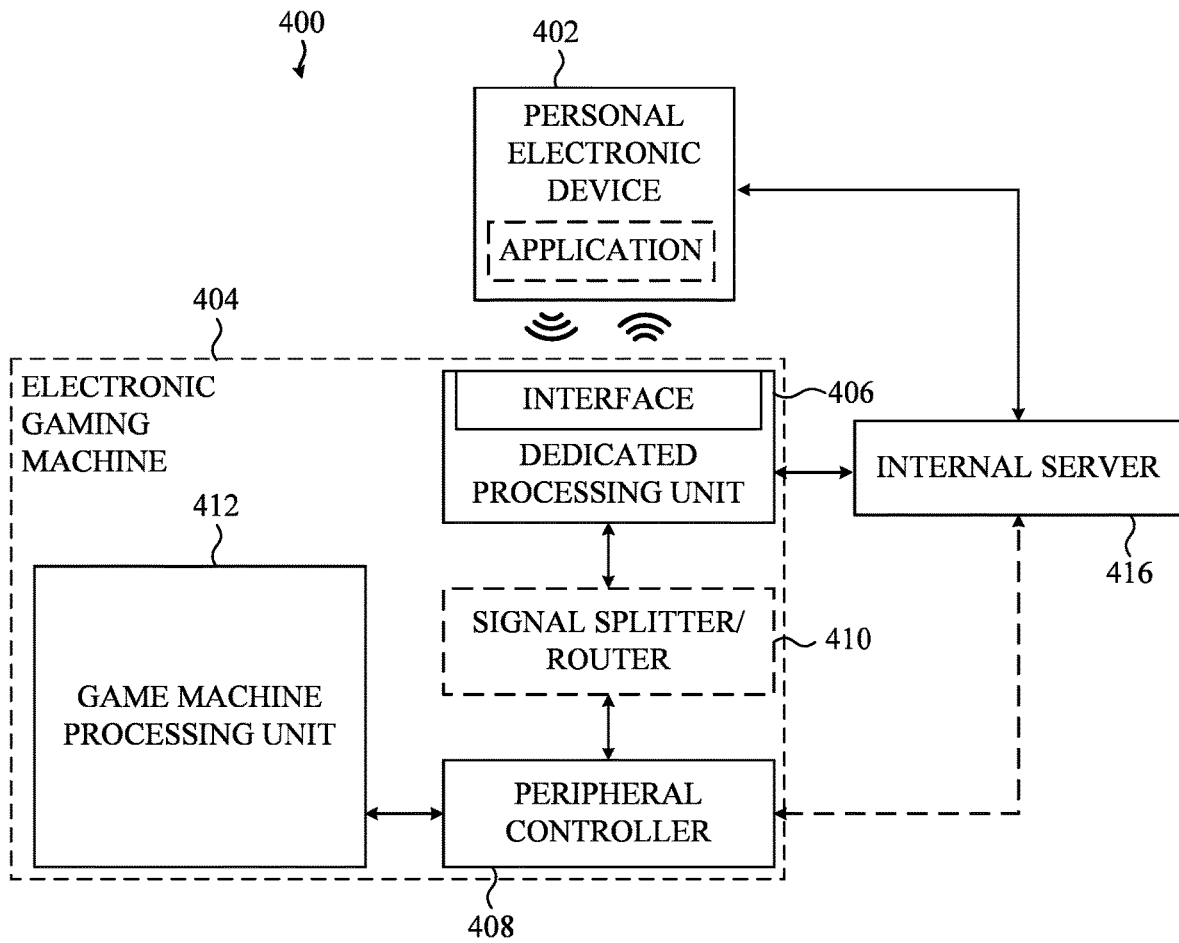 400
402
PERSONAL
ELECTRONIC
DEVICE
APPLICATION
404
ELECTRONIC
GAMING
MACHINE
INTERFACE
406
DEDICATED
PROCESSING UNIT
INTERNAL SERVER
416
412
SIGNAL SPLITTER/
ROUTER
410
GAME MACHINE
PROCESSING UNIT
PERIPHERAL
CONTROLLER
408